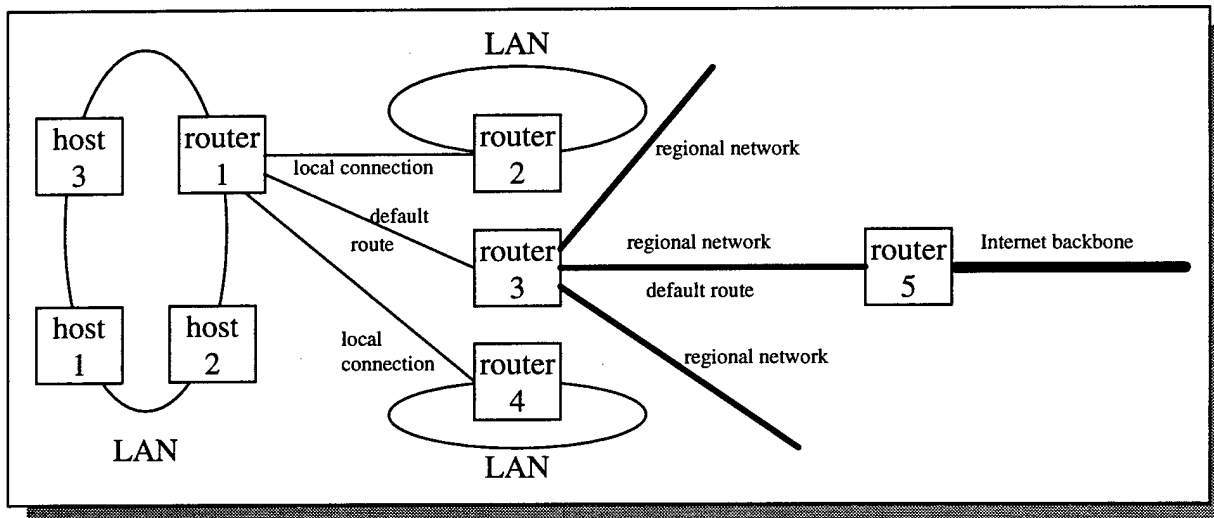 LAN
host
3
router
1
local connection
router
2
regional network
default
route
router
3
regional network
default route
router
5
Internet backbone
host
1
host
2
local
connection
router
4
regional network
LAN
LAN